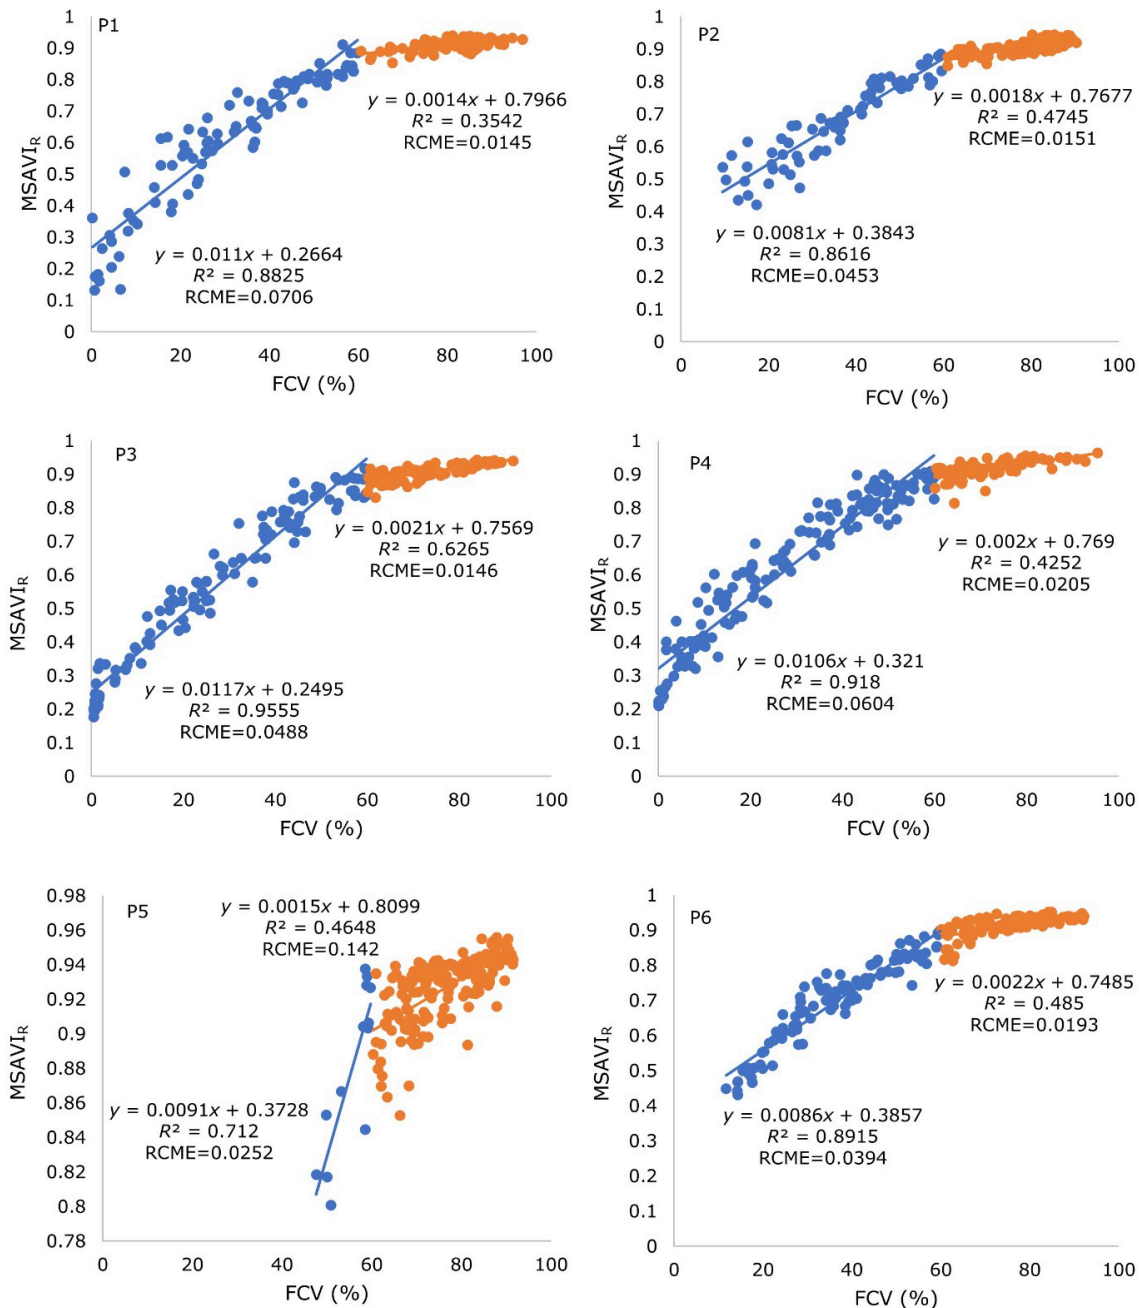 P1
1
0.9
0.8
0.7
0.6
0.5
0.4
0.3
0.2
0.1
0
MSAVI_R
y = 0.0014x + 0.7966
R² = 0.3542
RCME=0.0145
y = 0.011x + 0.2664
R² = 0.8825
RCME=0.0706
0 20 40 60 80 100
FCV (%)
P2
1
0.9
0.8
0.7
0.6
0.5
0.4
0.3
0.2
0.1
0
MSAVI_R
y = 0.0018x + 0.7677
R² = 0.4745
RCME=0.0151
y = 0.0081x + 0.3843
R² = 0.8616
RCME=0.0453
0 20 40 60 80 100
FCV (%)
P3
1
0.9
0.8
0.7
0.6
0.5
0.4
0.3
0.2
0.1
0
MSAVI_R
y = 0.0021x + 0.7569
R² = 0.6265
RCME=0.0146
y = 0.0117x + 0.2495
R² = 0.9555
RCME=0.0488
0 20 40 60 80 100
FCV (%)
P4
1
0.9
0.8
0.7
0.6
0.5
0.4
0.3
0.2
0.1
0
MSAVI_R
y = 0.002x + 0.769
R² = 0.4252
RCME=0.0205
y = 0.0106x + 0.321
R² = 0.918
RCME=0.0604
0 20 40 60 80 100
FCV (%)
P5
0.98
0.96
0.94
0.92
0.9
0.88
0.86
0.84
0.82
0.8
0.78
MSAVI_R
y = 0.0015x + 0.8099
R² = 0.4648
RCME=0.142
y = 0.0091x + 0.3728
R² = 0.712
RCME=0.0252
0 20 40 60 80 100
FCV (%)
P6
1
0.9
0.8
0.7
0.6
0.5
0.4
0.3
0.2
0.1
0
MSAVI_R
y = 0.0022x + 0.7485
R² = 0.485
RCME=0.0193
y = 0.0086x + 0.3857
R² = 0.8915
RCME=0.0394
0 20 40 60 80 100
FCV (%)